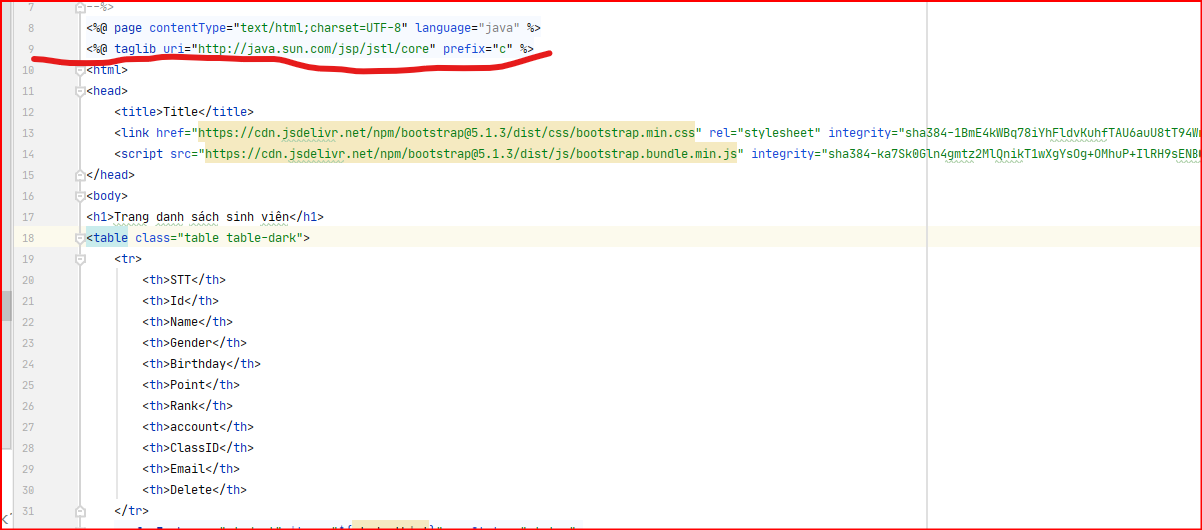 7 --%>
8 <%@ page contentType="text/html;charset=UTF-8" language="java" %>
9 <%@ taglib uri="http://java.sun.com/jsp/jstl/core" prefix="c" %>
10 <html>
11 <head>
12 <title>Title</title>
13 <link href="https://cdn.jsdelivr.net/npm/bootstrap@5.1.3/dist/css/bootstrap.min.css" rel="stylesheet" integrity="sha384-1BmE4kWBq78iYhFldvKuhfTAU6auU8tT94W
14 <script src="https://cdn.jsdelivr.net/npm/bootstrap@5.1.3/dist/js/bootstrap.bundle.min.js" integrity="sha384-ka7Sk0Gln4gmtz2MlQnikT1wXgYsOg+OMhuP+IlRH9sENB
15 </head>
16 <body>
17 <h1>Trang danh sách sinh viên</h1>
18 <table class="table table-dark">
19 <tr>
20 <th>STT</th>
21 <th>Id</th>
22 <th>Name</th>
23 <th>Gender</th>
24 <th>Birthday</th>
25 <th>Point</th>
26 <th>Rank</th>
27 <th>account</th>
28 <th>ClassID</th>
29 <th>Email</th>
30 <th>Delete</th>
31 </tr>